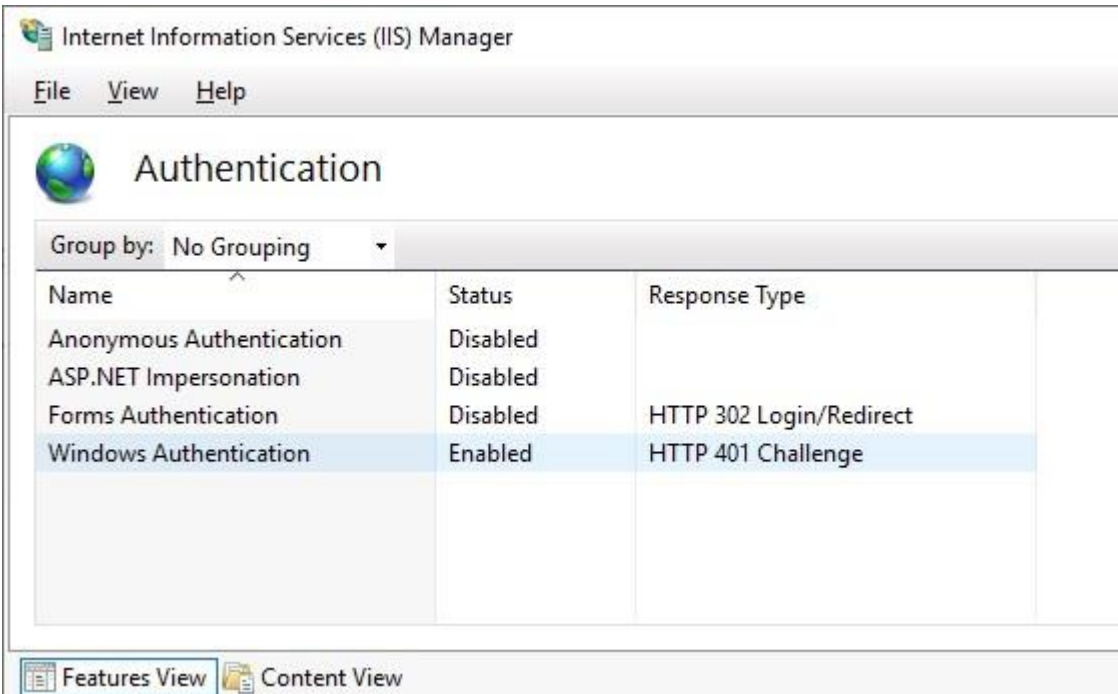 Internet Information Services (IIS) Manager
File View Help
Authentication
Group by: No Grouping
Name Status Response Type
Anonymous Authentication Disabled
ASP.NET Impersonation Disabled
Forms Authentication Disabled HTTP 302 Login/Redirect
Windows Authentication Enabled HTTP 401 Challenge
Features View Content View